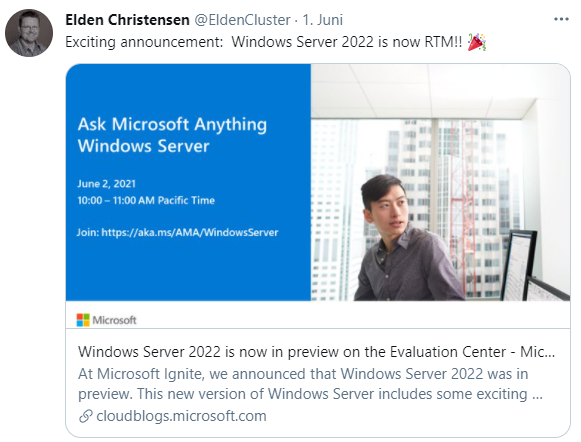 Elden Christensen @EldenCluster · 1. Juni
Exciting announcement:  Windows Server 2022 is now RTM!! 🎉
Ask Microsoft Anything
Windows Server
June 2, 2021
10:00 – 11:00 AM Pacific Time
Join: https://aka.ms/AMA/WindowsServer
Microsoft
Windows Server 2022 is now in preview on the Evaluation Center - Mic...
At Microsoft Ignite, we announced that Windows Server 2022 was in
preview. This new version of Windows Server includes some exciting ...
cloudblogs.microsoft.com